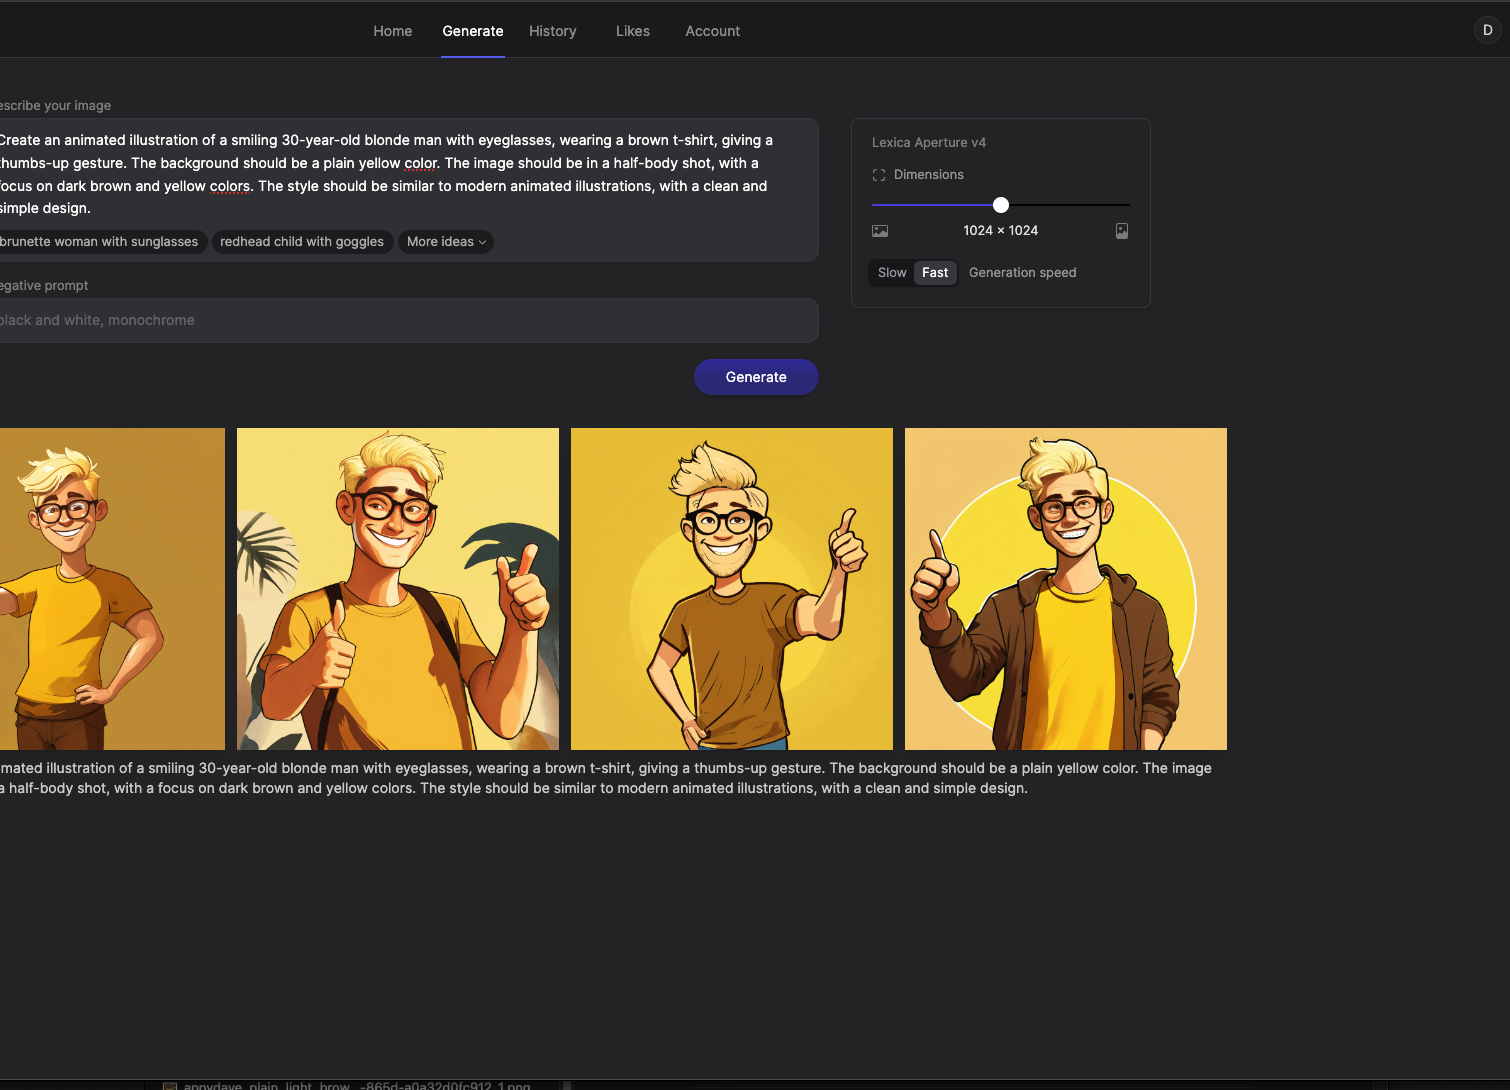 Home Generate History Likes Account D
escribe your image
Create an animated illustration of a smiling 30-year-old blonde man with eyeglasses, wearing a brown t-shirt, giving a
thumbs-up gesture. The background should be a plain yellow color. The image should be in a half-body shot, with a
focus on dark brown and yellow colors. The style should be similar to modern animated illustrations, with a clean and
simple design.
brunette woman with sunglasses redhead child with goggles More ideas
egative prompt
black and white, monochrome
Generate
Lexica Aperture v4
Dimensions
1024 × 1024
Slow Fast Generation speed
mated illustration of a smiling 30-year-old blonde man with eyeglasses, wearing a brown t-shirt, giving a thumbs-up gesture. The background should be a plain yellow color. The image
a half-body shot, with a focus on dark brown and yellow colors. The style should be similar to modern animated illustrations, with a clean and simple design.
appydave_plain_light_brow...-865d-a0a32d0fc912_1.png